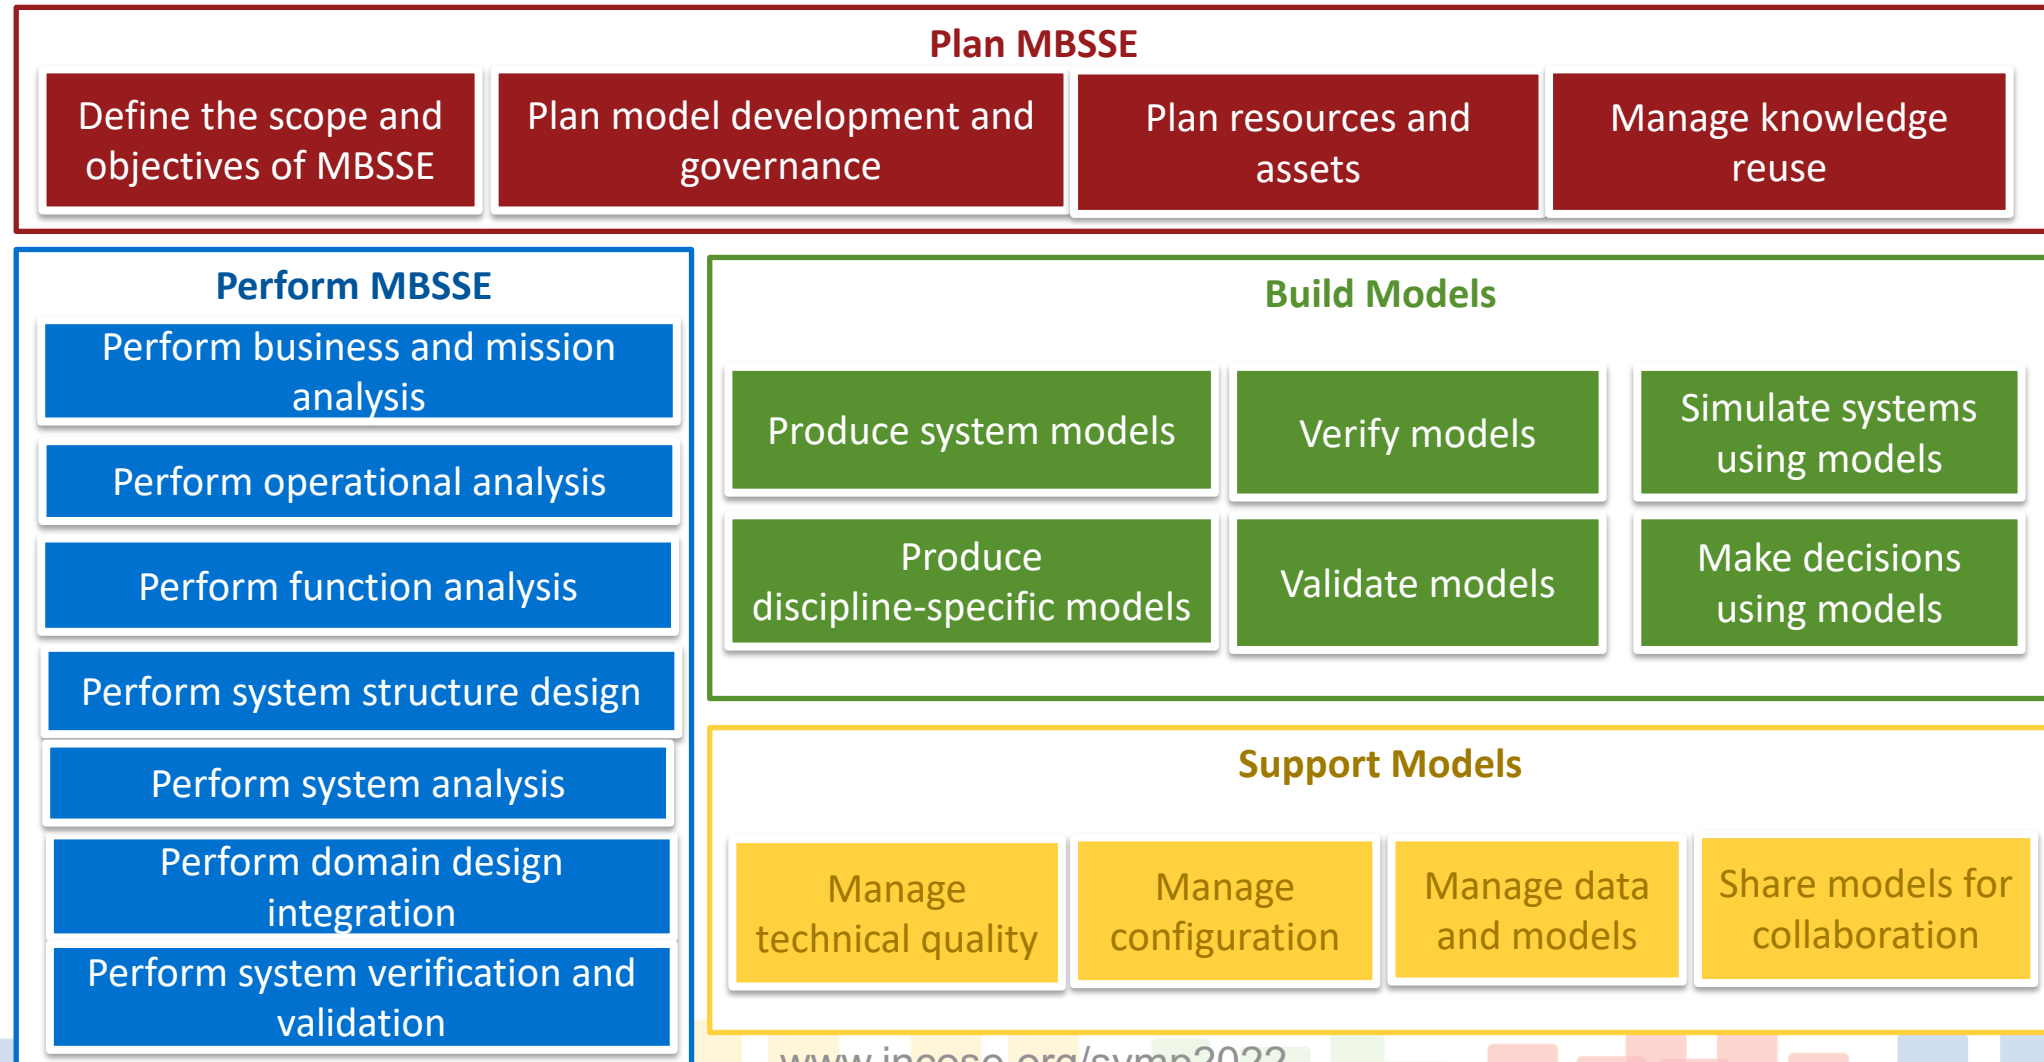 Plan MBSSE
Define the scope and
objectives of MBSSE
Plan model development and
governance
Plan resources and
assets
Manage knowledge
reuse
Perform MBSSE
Perform business and mission
analysis
Perform operational analysis
Perform function analysis
Perform system structure design
Perform system analysis
Perform domain design
integration
Perform system verification and
validation
Build Models
Produce system models
Verify models
Simulate systems
using models
Produce
discipline-specific models
Validate models
Make decisions
using models
Support Models
Manage
technical quality
Manage
configuration
Manage data
and models
Share models for
collaboration
www.incose.org/symp2022